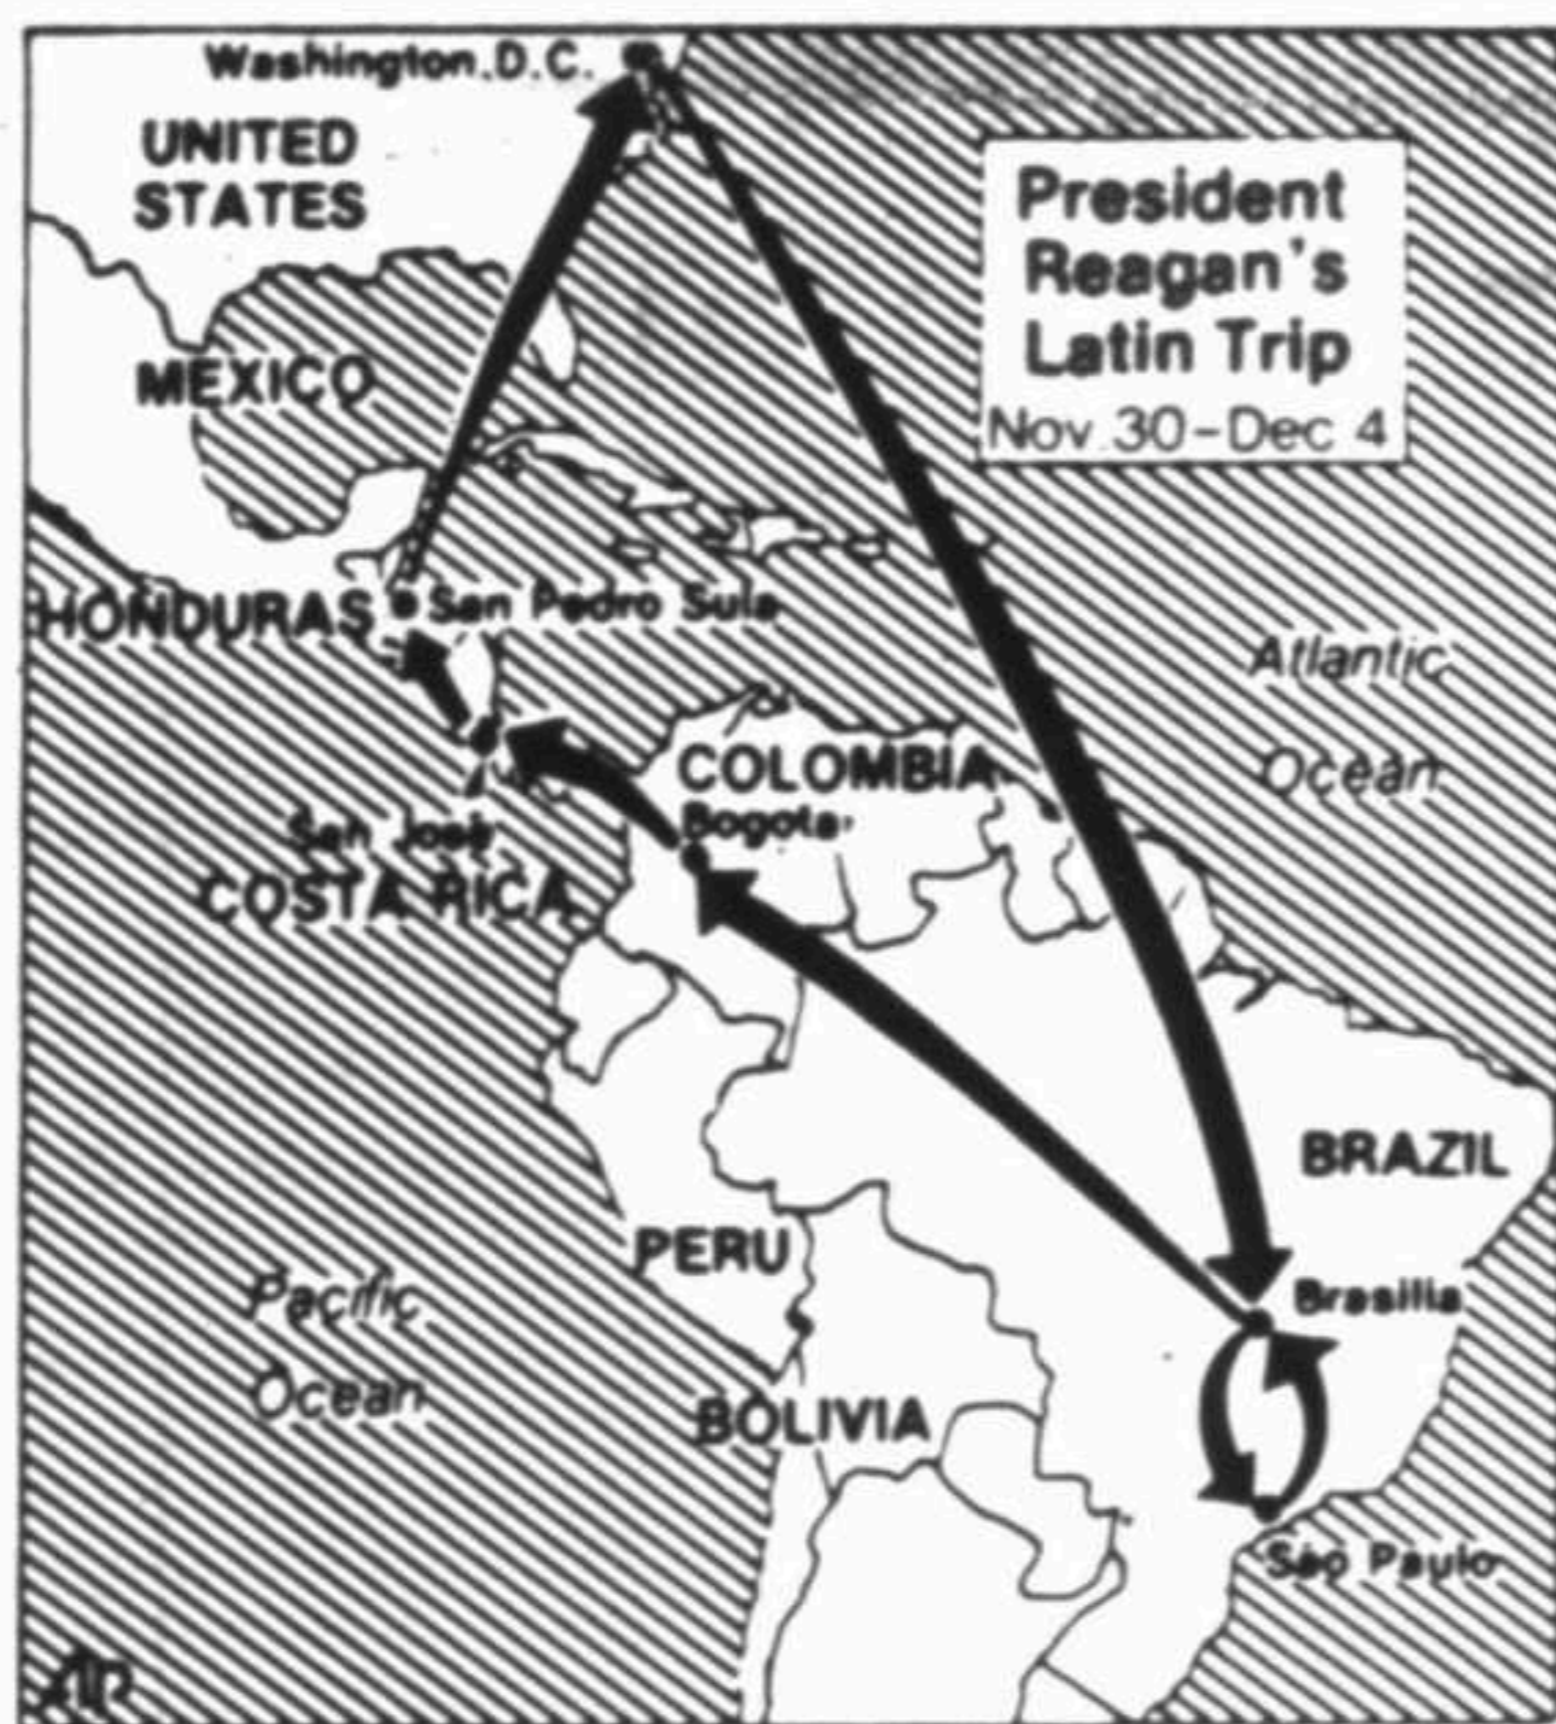 Washington.D.C.
UNITED
STATES
President
Reagan's
Latin Trip
Nov.30-Dec 4
MEXICO
HONDURAS
San Pedro Sula
Atlantic
Ocean
COLOMBIA
Bogota
San José
COSTA RICA
BRAZIL
PERU
Brasilia
Pacific
Ocean
BOLIVIA
São Paulo
AP